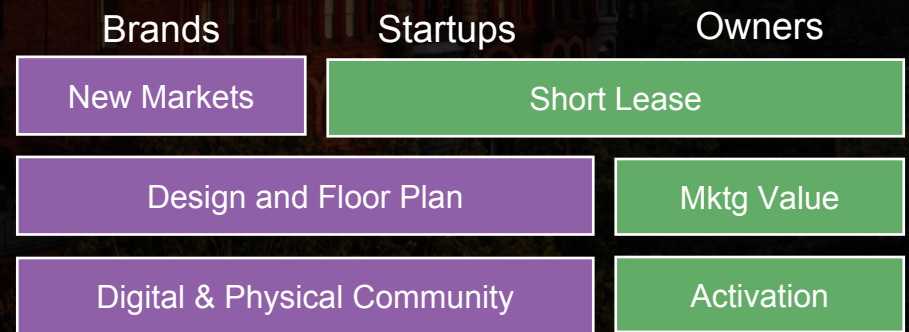 Brands Startups Owners
New Markets Short Lease
Design and Floor Plan Mktg Value
Digital & Physical Community Activation